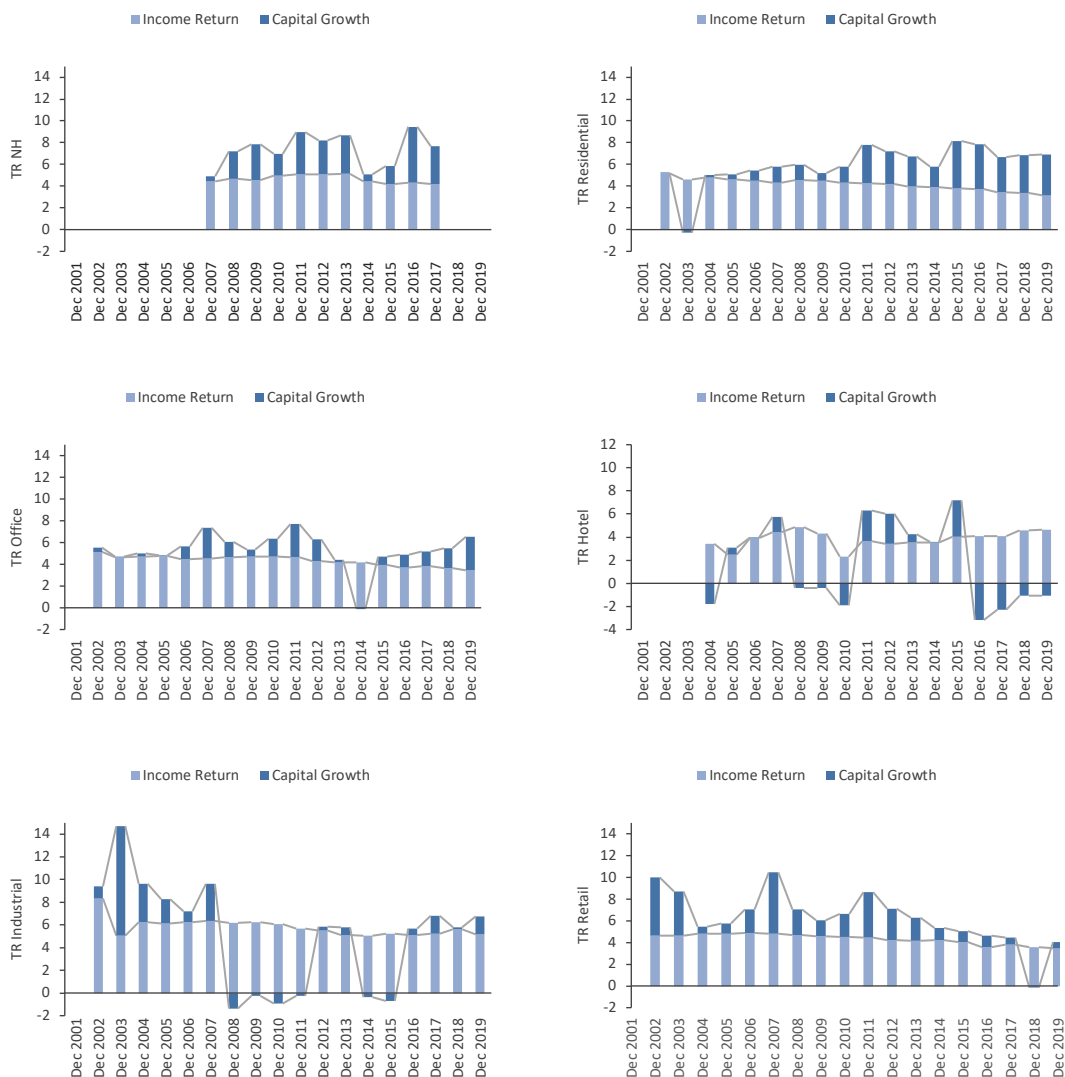 Income Return Capital Growth
14
12
10
8
6
4
2
0
-2
TR NH
Dec 2001
Dec 2002
Dec 2003
Dec 2004
Dec 2005
Dec 2006
Dec 2007
Dec 2008
Dec 2009
Dec 2010
Dec 2011
Dec 2012
Dec 2013
Dec 2014
Dec 2015
Dec 2016
Dec 2017
Dec 2018
Dec 2019
Income Return Capital Growth
14
12
10
8
6
4
2
0
-2
TR Residential
Dec 2001
Dec 2002
Dec 2003
Dec 2004
Dec 2005
Dec 2006
Dec 2007
Dec 2008
Dec 2009
Dec 2010
Dec 2011
Dec 2012
Dec 2013
Dec 2014
Dec 2015
Dec 2016
Dec 2017
Dec 2018
Dec 2019
Income Return Capital Growth
14
12
10
8
6
4
2
0
-2
TR Office
Dec 2001
Dec 2002
Dec 2003
Dec 2004
Dec 2005
Dec 2006
Dec 2007
Dec 2008
Dec 2009
Dec 2010
Dec 2011
Dec 2012
Dec 2013
Dec 2014
Dec 2015
Dec 2016
Dec 2017
Dec 2018
Dec 2019
Income Return Capital Growth
12
10
8
6
4
2
0
-2
-4
TR Hotel
Dec 2001
Dec 2002
Dec 2003
Dec 2004
Dec 2005
Dec 2006
Dec 2007
Dec 2008
Dec 2009
Dec 2010
Dec 2011
Dec 2012
Dec 2013
Dec 2014
Dec 2015
Dec 2016
Dec 2017
Dec 2018
Dec 2019
Income Return Capital Growth
14
12
10
8
6
4
2
0
-2
TR Industrial
Dec 2001
Dec 2002
Dec 2003
Dec 2004
Dec 2005
Dec 2006
Dec 2007
Dec 2008
Dec 2009
Dec 2010
Dec 2011
Dec 2012
Dec 2013
Dec 2014
Dec 2015
Dec 2016
Dec 2017
Dec 2018
Dec 2019
Income Return Capital Growth
14
12
10
8
6
4
2
0
-2
TR Retail
Dec 2001
Dec 2002
Dec 2003
Dec 2004
Dec 2005
Dec 2006
Dec 2007
Dec 2008
Dec 2009
Dec 2010
Dec 2011
Dec 2012
Dec 2013
Dec 2014
Dec 2015
Dec 2016
Dec 2017
Dec 2018
Dec 2019